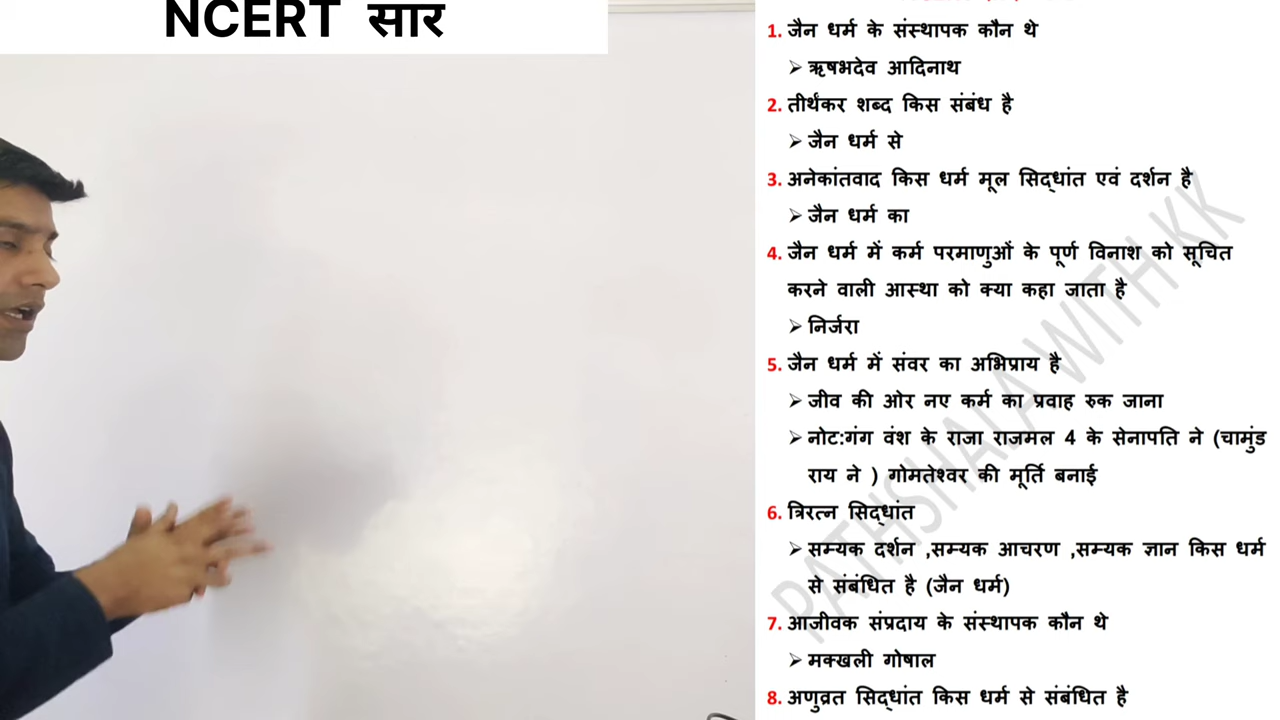 NCERT सार
1. जैन धर्म के संस्थापक कौन थे
➢ ऋषभदेव आदिनाथ
2. तीर्थंकर शब्द किस संबंध है
➢ जैन धर्म से
3. अनेकांतवाद किस धर्म मूल सिद्धांत एवं दर्शन है
➢ जैन धर्म का
4. जैन धर्म में कर्म परमाणुओं के पूर्ण विनाश को सूचित
करने वाली आस्था को क्या कहा जाता है
➢ निर्जरा
5. जैन धर्म में संवर का अभिप्राय है
➢ जीव की ओर नए कर्म का प्रवाह रुक जाना
➢ नोट:गंग वंश के राजा राजमल 4 के सेनापति ने (चामुंड
राय ने ) गोमतेश्वर की मूर्ति बनाई
6. त्रिरत्न सिद्धांत
➢ सम्यक दर्शन ,सम्यक आचरण ,सम्यक ज्ञान किस धर्म
से संबंधित है (जैन धर्म)
7. आजीवक संप्रदाय के संस्थापक कौन थे
➢ मक्खली गोषाल
8. अणुव्रत सिद्धांत किस धर्म से संबंधित है
PATHSHALA WITH KK